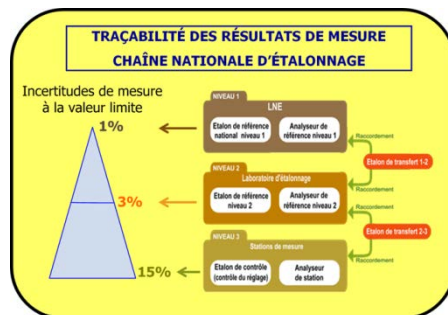 TRAÇABILITÉ DES RÉSULTATS DE MESURE
CHAÎNE NATIONALE D'ÉTALONNAGE
Incertitudes de mesure
à la valeur limite
1%
3%
15%
NIVEAU 1
LNE
Etalon de référence
national niveau 1
Analyseur de
référence niveau 1
Raccordement
Etalon de transfert 1-2
Raccordement
NIVEAU 2
Laboratoire d'étalonnage
Etalon de référence
niveau 2
Analyseur de
référence niveau 2
Raccordement
Etalon de transfert 2-3
Raccordement
NIVEAU 3
Stations de mesure
Etalon de contrôle
(contrôle du réglage)
Analyseur
de station